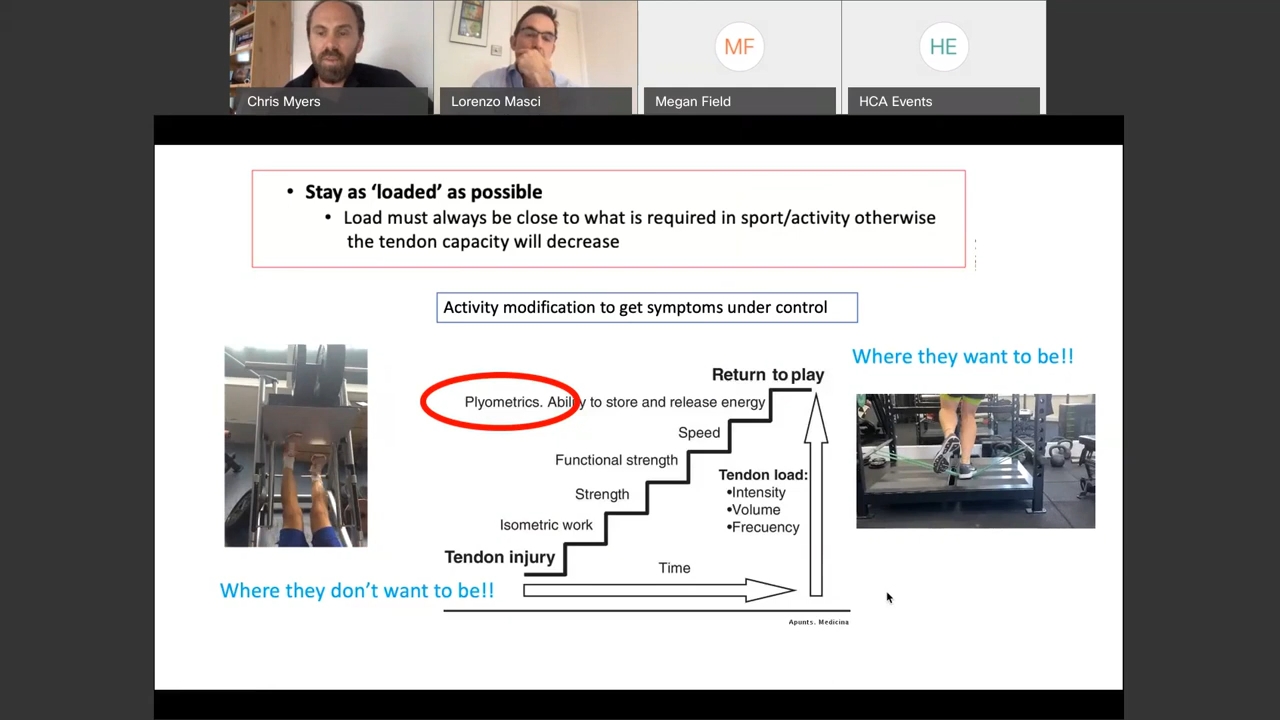 MF
HE
Chris Myers
Lorenzo Masci
Megan Field
HCA Events
• Stay as ‘loaded’ as possible
• Load must always be close to what is required in sport/activity otherwise
the tendon capacity will decrease
Activity modification to get symptoms under control
Where they want to be!!
Return to play
Plyometrics. Ability to store and release energy
Speed
Functional strength
Tendon load:
•Intensity
•Volume
•Frecuency
Strength
Isometric work
Tendon injury
Time
Where they don’t want to be!!
Apunts. Medicina